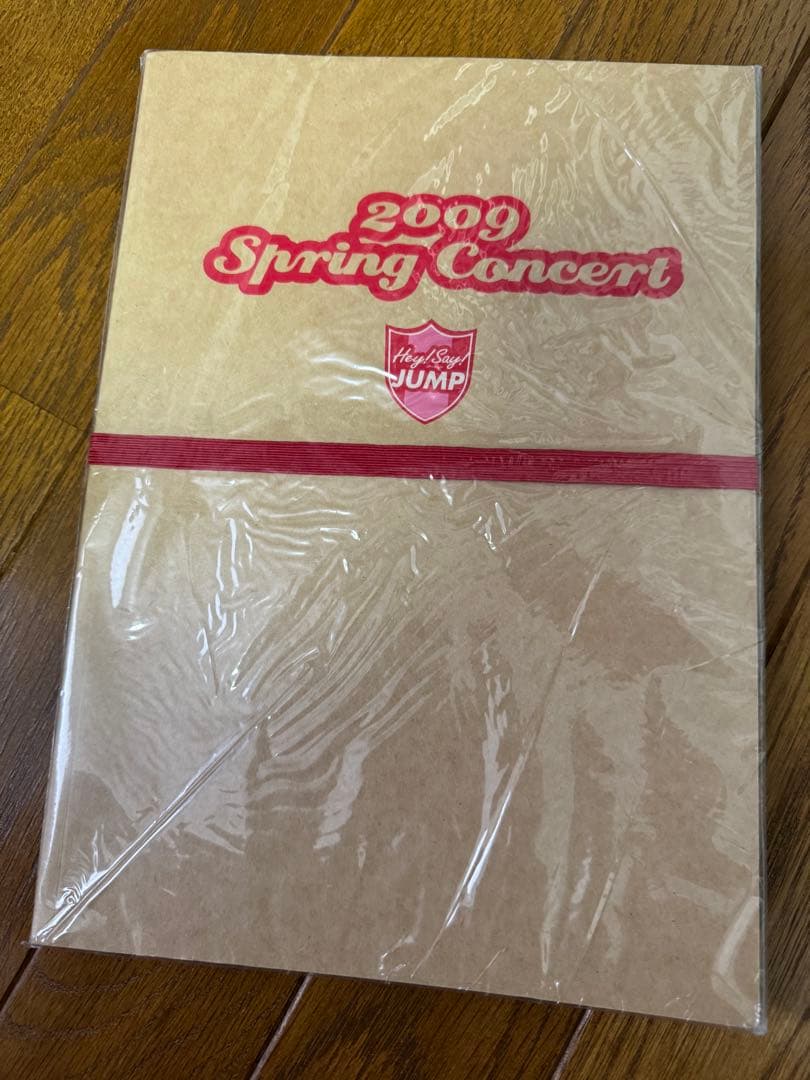 2009
Spring Concert
Hey! Say!
JUMP